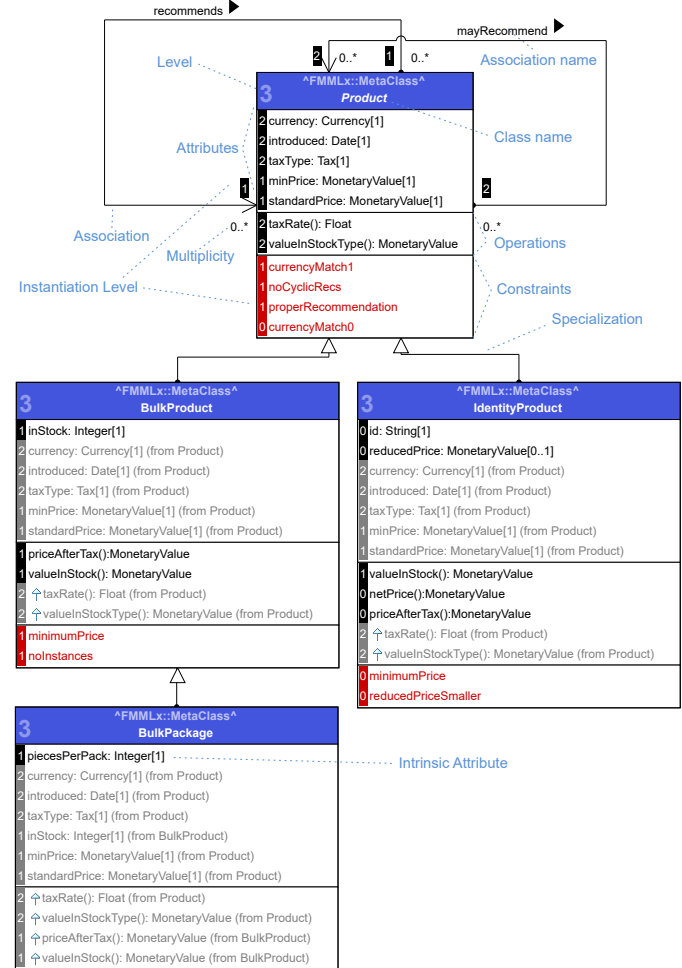 recommends
mayRecommend
2
0..*
1
0..*
Association name
Level
^FMMLx::MetaClass^
3
Product
2 currency: Currency[1]
2 introduced: Date[1]
2 taxType: Tax[1]
1 minPrice: MonetaryValue[1]
1 standardPrice: MonetaryValue[1]
2 taxRate(): Float
2 valueInStockType(): MonetaryValue
1 currencyMatch1
1 noCyclicRecs
1 properRecommendation
0 currencyMatch0
Class name
Attributes
1
2
0..*
0..*
Association
Multiplicity
Operations
Instantiation Level
Constraints
Specialization
^FMMLx::MetaClass^
3
BulkProduct
1 inStock: Integer[1]
2 currency: Currency[1] (from Product)
2 introduced: Date[1] (from Product)
2 taxType: Tax[1] (from Product)
1 minPrice: MonetaryValue[1] (from Product)
1 standardPrice: MonetaryValue[1] (from Product)
1 priceAfterTax():MonetaryValue
1 valueInStock(): MonetaryValue
2 taxRate(): Float (from Product)
2 valueInStockType(): MonetaryValue (from Product)
1 minimumPrice
1 noInstances
^FMMLx::MetaClass^
3
IdentityProduct
0 id: String[1]
0 reducedPrice: MonetaryValue[0..1]
2 currency: Currency[1] (from Product)
2 introduced: Date[1] (from Product)
2 taxType: Tax[1] (from Product)
1 minPrice: MonetaryValue[1] (from Product)
1 standardPrice: MonetaryValue[1] (from Product)
1 valueInStock(): MonetaryValue
0 netPrice():MonetaryValue
0 priceAfterTax():MonetaryValue
2 taxRate(): Float (from Product)
2 valueInStockType(): MonetaryValue (from Product)
0 minimumPrice
0 reducedPriceSmaller
^FMMLx::MetaClass^
3
BulkPackage
1 piecesPerPack: Integer[1]
2 currency: Currency[1] (from Product)
2 introduced: Date[1] (from Product)
2 taxType: Tax[1] (from Product)
1 inStock: Integer[1] (from BulkProduct)
1 minPrice: MonetaryValue[1] (from Product)
1 standardPrice: MonetaryValue[1] (from Product)
2 taxRate(): Float (from Product)
2 valueInStockType(): MonetaryValue (from Product)
1 priceAfterTax(): MonetaryValue (from BulkProduct)
1 valueInStock(): MonetaryValue (from BulkProduct)
Intrinsic Attribute